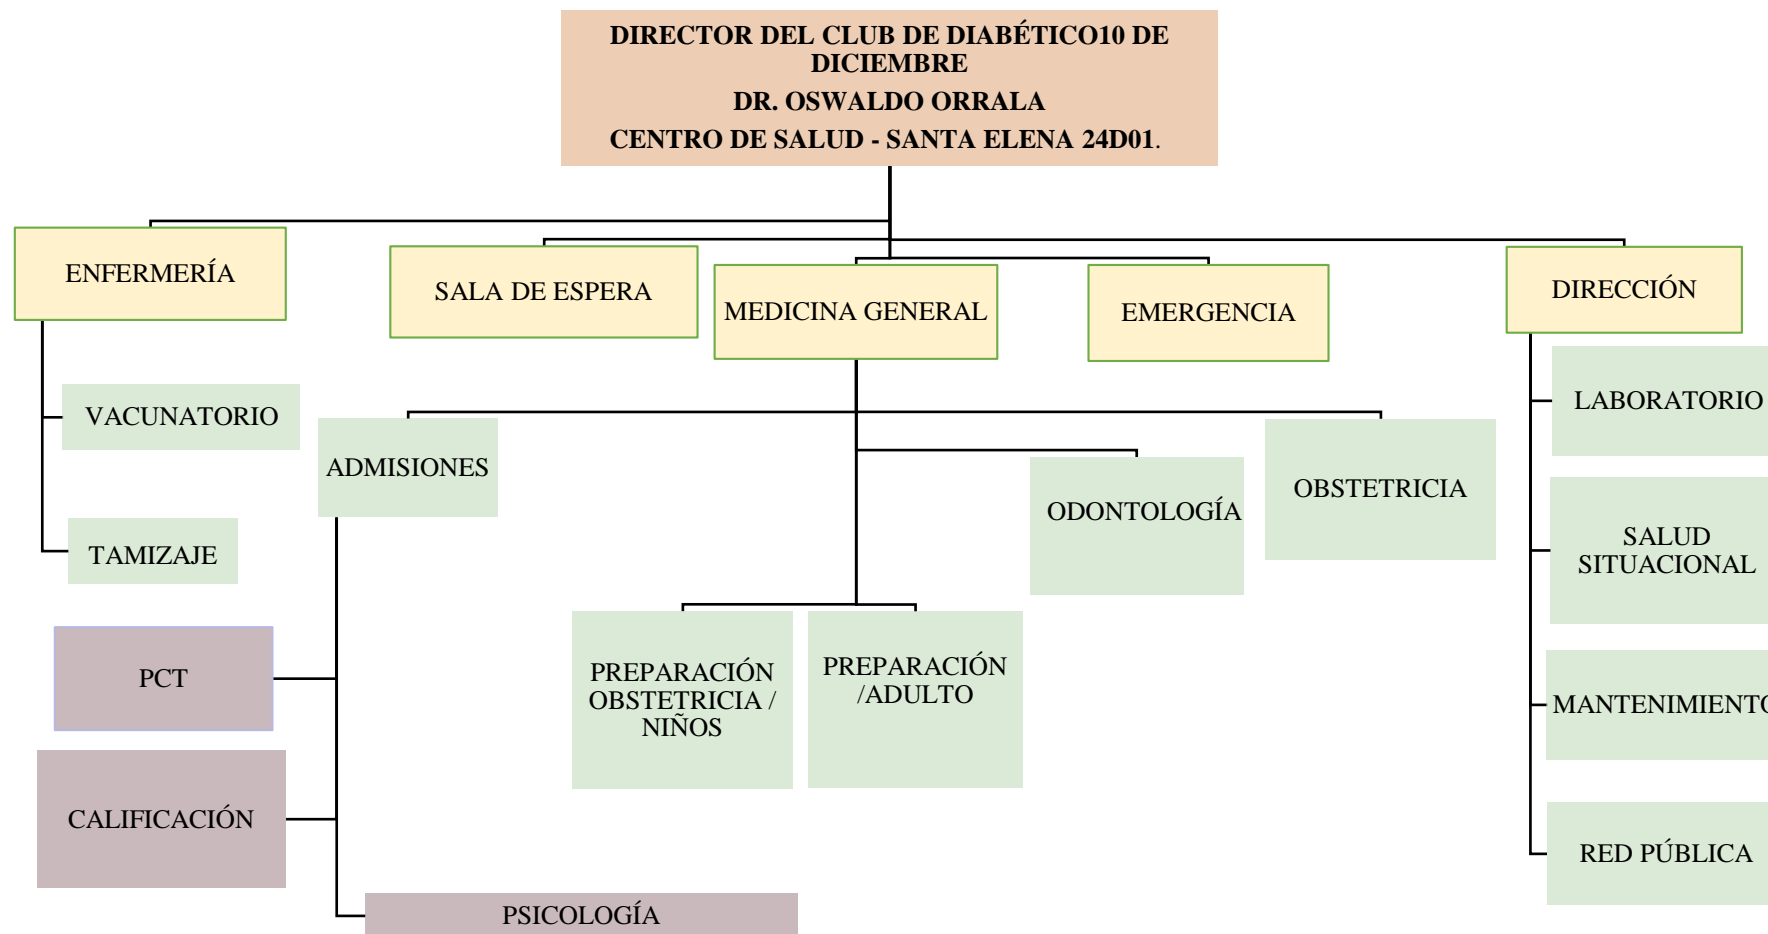 DIRECTOR DEL CLUB DE DIABÉTICO10 DE
DICIEMBRE
DR. OSWALDO ORRALA
CENTRO DE SALUD - SANTA ELENA 24D01.
ENFERMERÍA
SALA DE ESPERA
MEDICINA GENERAL
EMERGENCIA
DIRECCIÓN
VACUNATORIO
TAMIZAJE
ADMISIONES
PCT
CALIFICACIÓN
PSICOLOGÍA
PREPARACIÓN
OBSTETRICIA /
NIÑOS
PREPARACIÓN
/ADULTO
ODONTOLOGÍA
OBSTETRICIA
LABORATORIO
SALUD
SITUACIONAL
MANTENIMIENTO
RED PÚBLICA